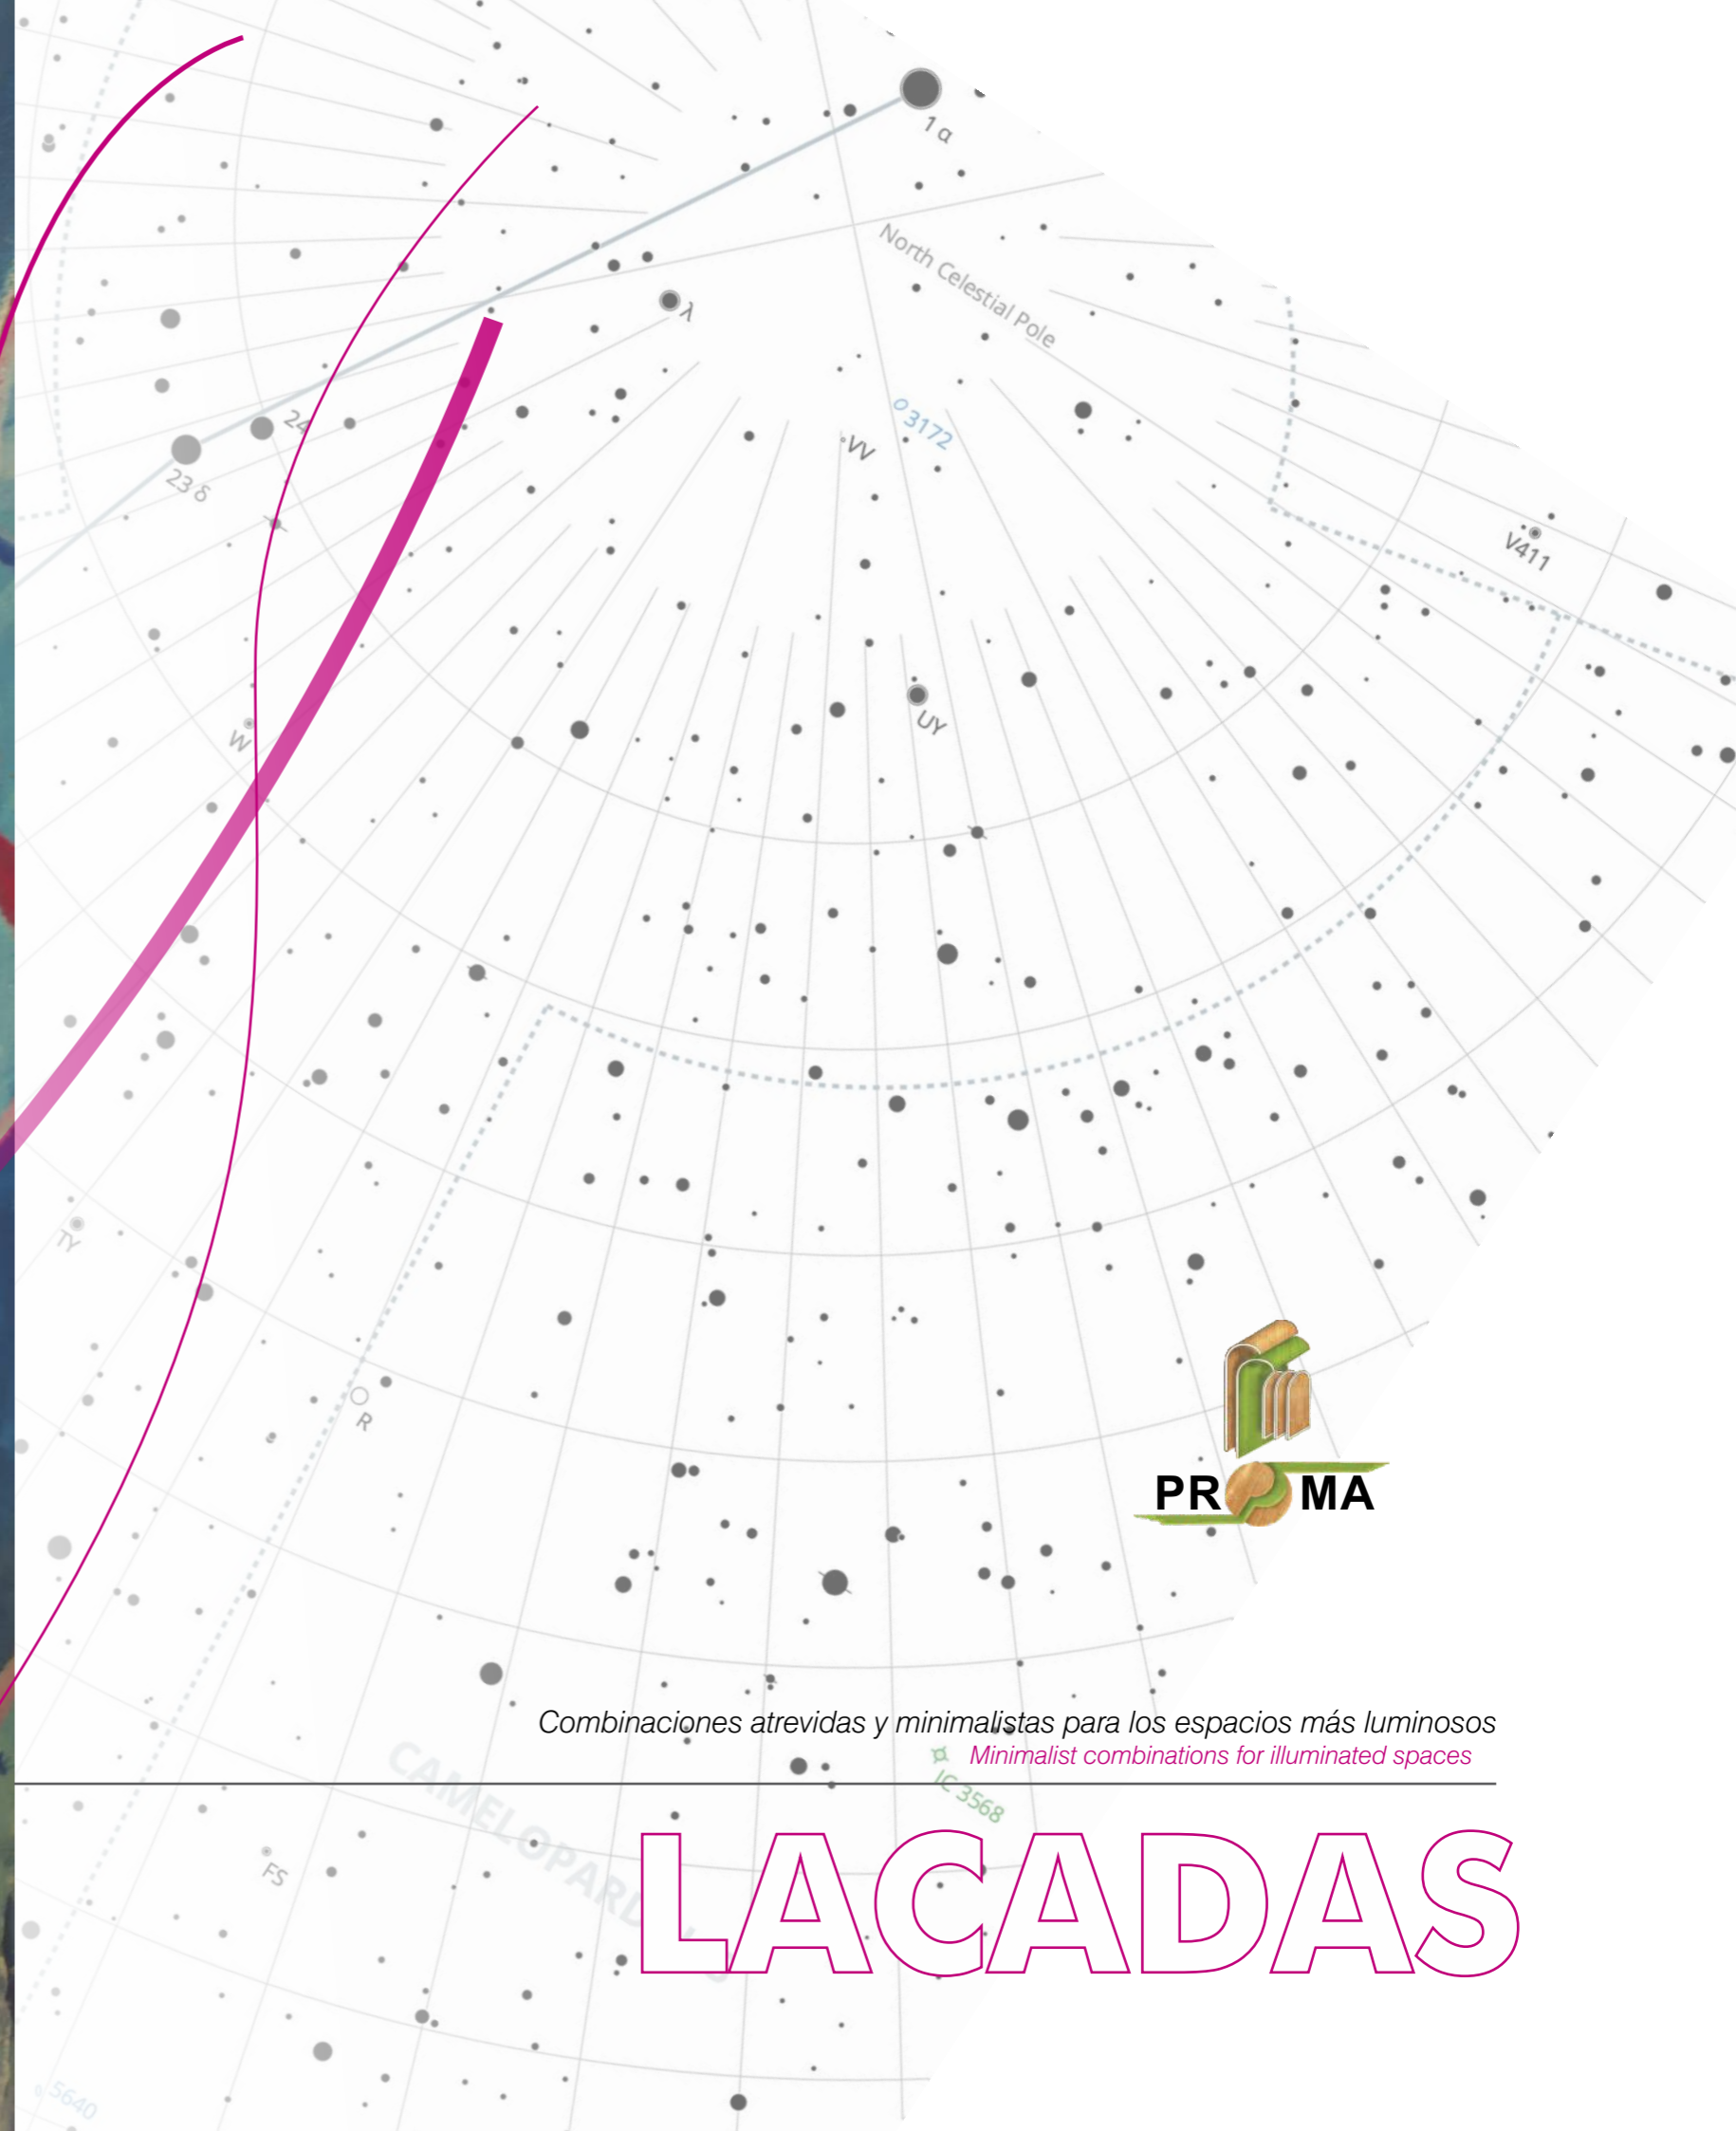 1 α
North Celestial Pole
λ
3172
24
VV
23 δ
V411
UY
W
TY
R
PR MA
Combinaciones atrevidas y minimalistas para los espacios más luminosos
Minimalist combinations for illuminated spaces
IC 3568
LACADAS
FS
5640